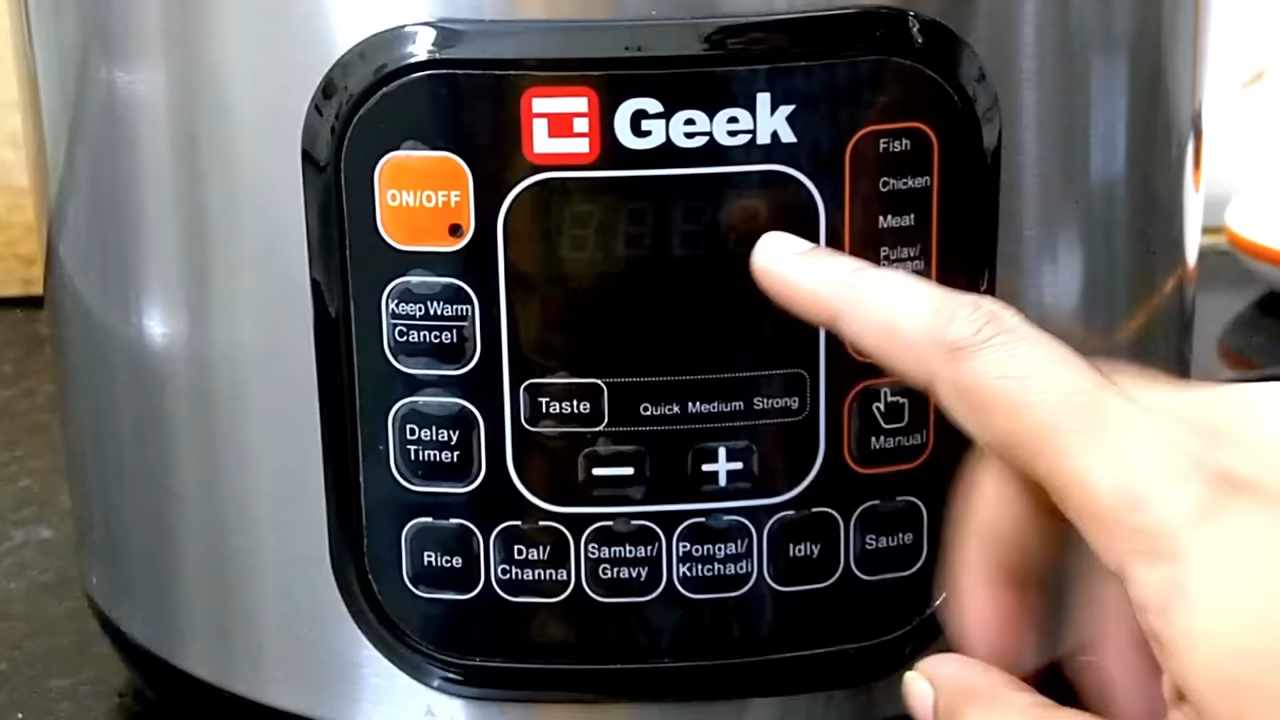 Geek
ON/OFF
Keep Warm
Cancel
Delay
Timer
Fish
Chicken
Meat
Pulav/
Biryani
Taste
Quick Medium Strong
− +
Manual
Rice
Dal/
Channa
Sambar/
Gravy
Pongal/
Kitchadi
Idly
Saute